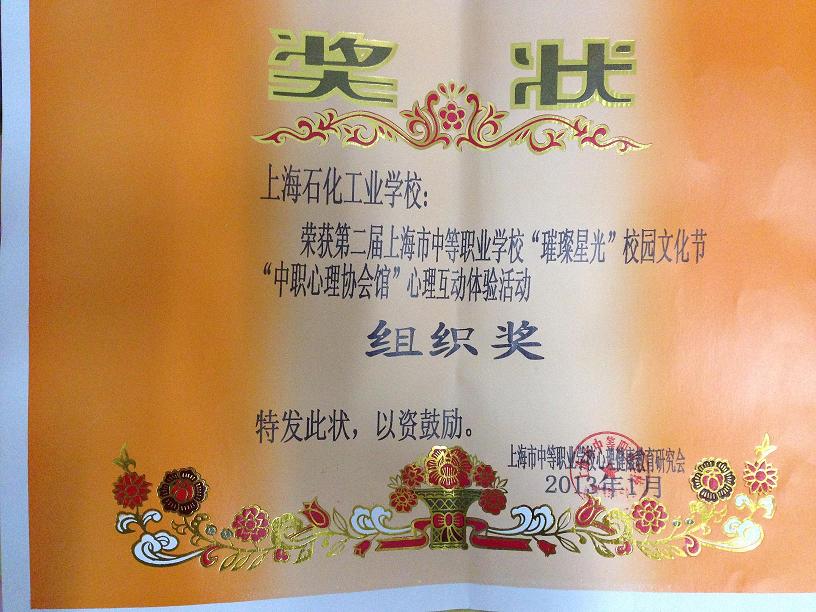 奖状
上海石化工业学校：
荣获第二届上海市中等职业学校“璀璨星光”校园文化节
“中职心理协会馆”心理互动体验活动
组织奖
特发此状，以资鼓励。
上海市中等职业学校心理健康教育研究会
2013年1月